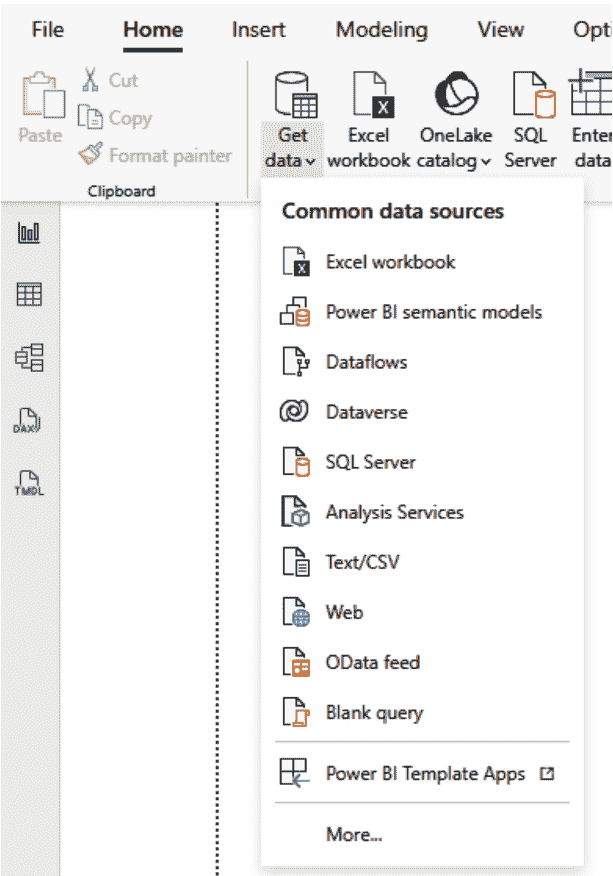 File Home Insert Modeling View Opti
Cut
Copy
Paste
Format painter
Clipboard
Get data
Excel workbook
OneLake catalog
SQL Server
Enter data
Common data sources
Excel workbook
Power BI semantic models
Dataflows
Dataverse
SQL Server
Analysis Services
Text/CSV
Web
OData feed
Blank query
Power BI Template Apps
More...
DAX
TMDL